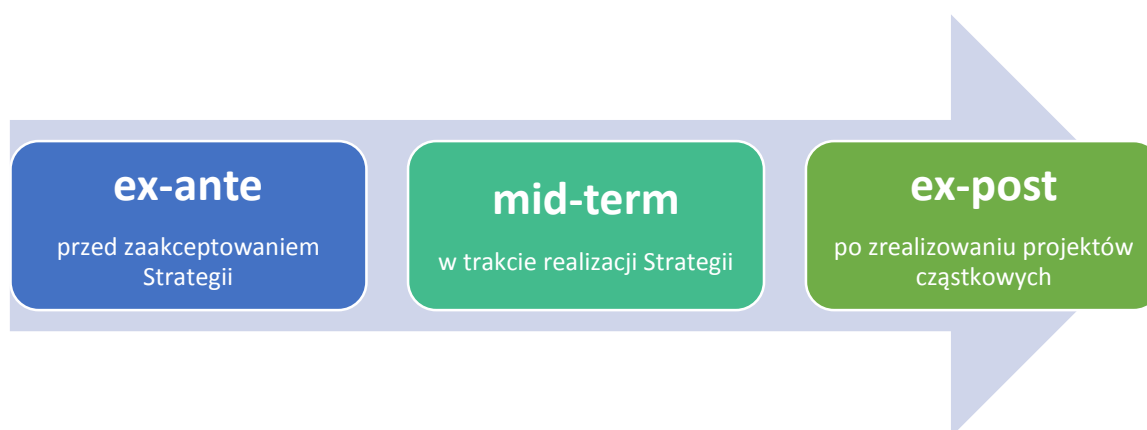 ex-ante
przed zaakceptowaniem
Strategii
mid-term
w trakcie realizacji Strategii
ex-post
po zrealizowaniu projektów
cząstkowych